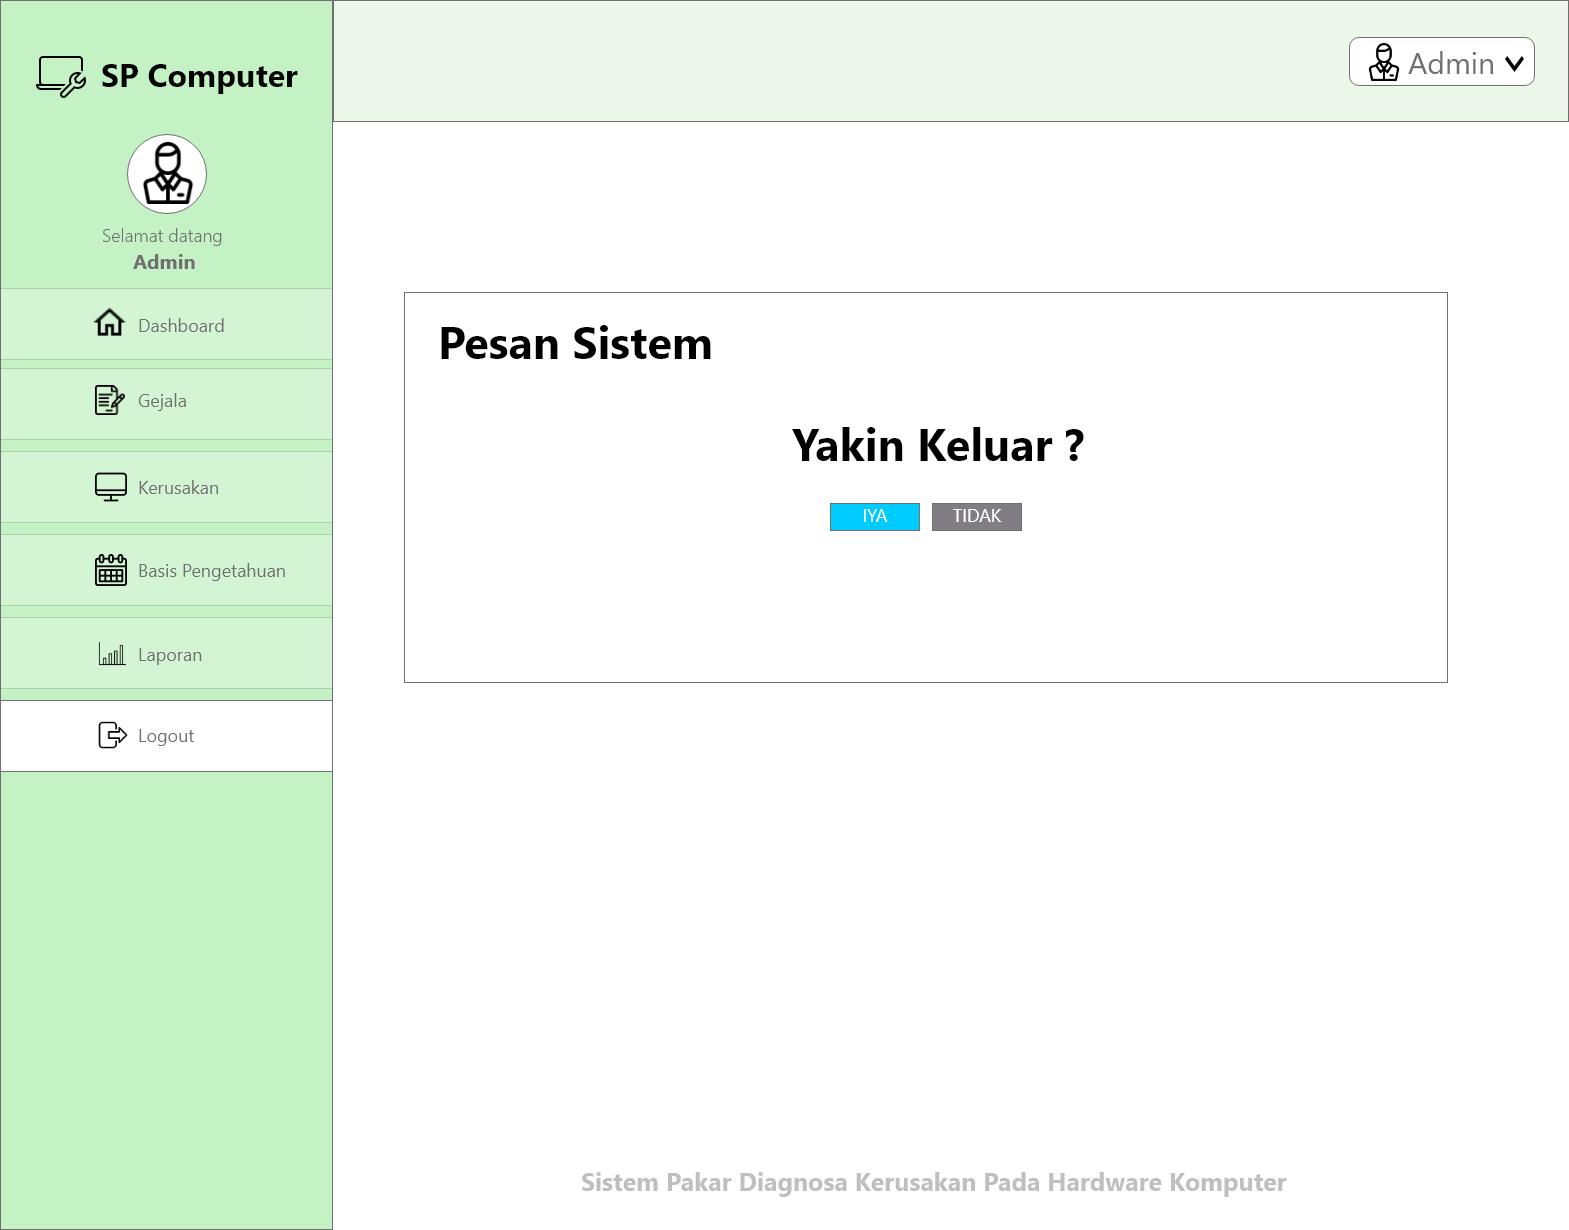 SP Computer
Admin
Selamat datang
Admin
Dashboard
Gejala
Kerusakan
Basis Pengetahuan
Laporan
Logout
Pesan Sistem
Yakin Keluar ?
IYA
TIDAK
Sistem Pakar Diagnosa Kerusakan Pada Hardware Komputer